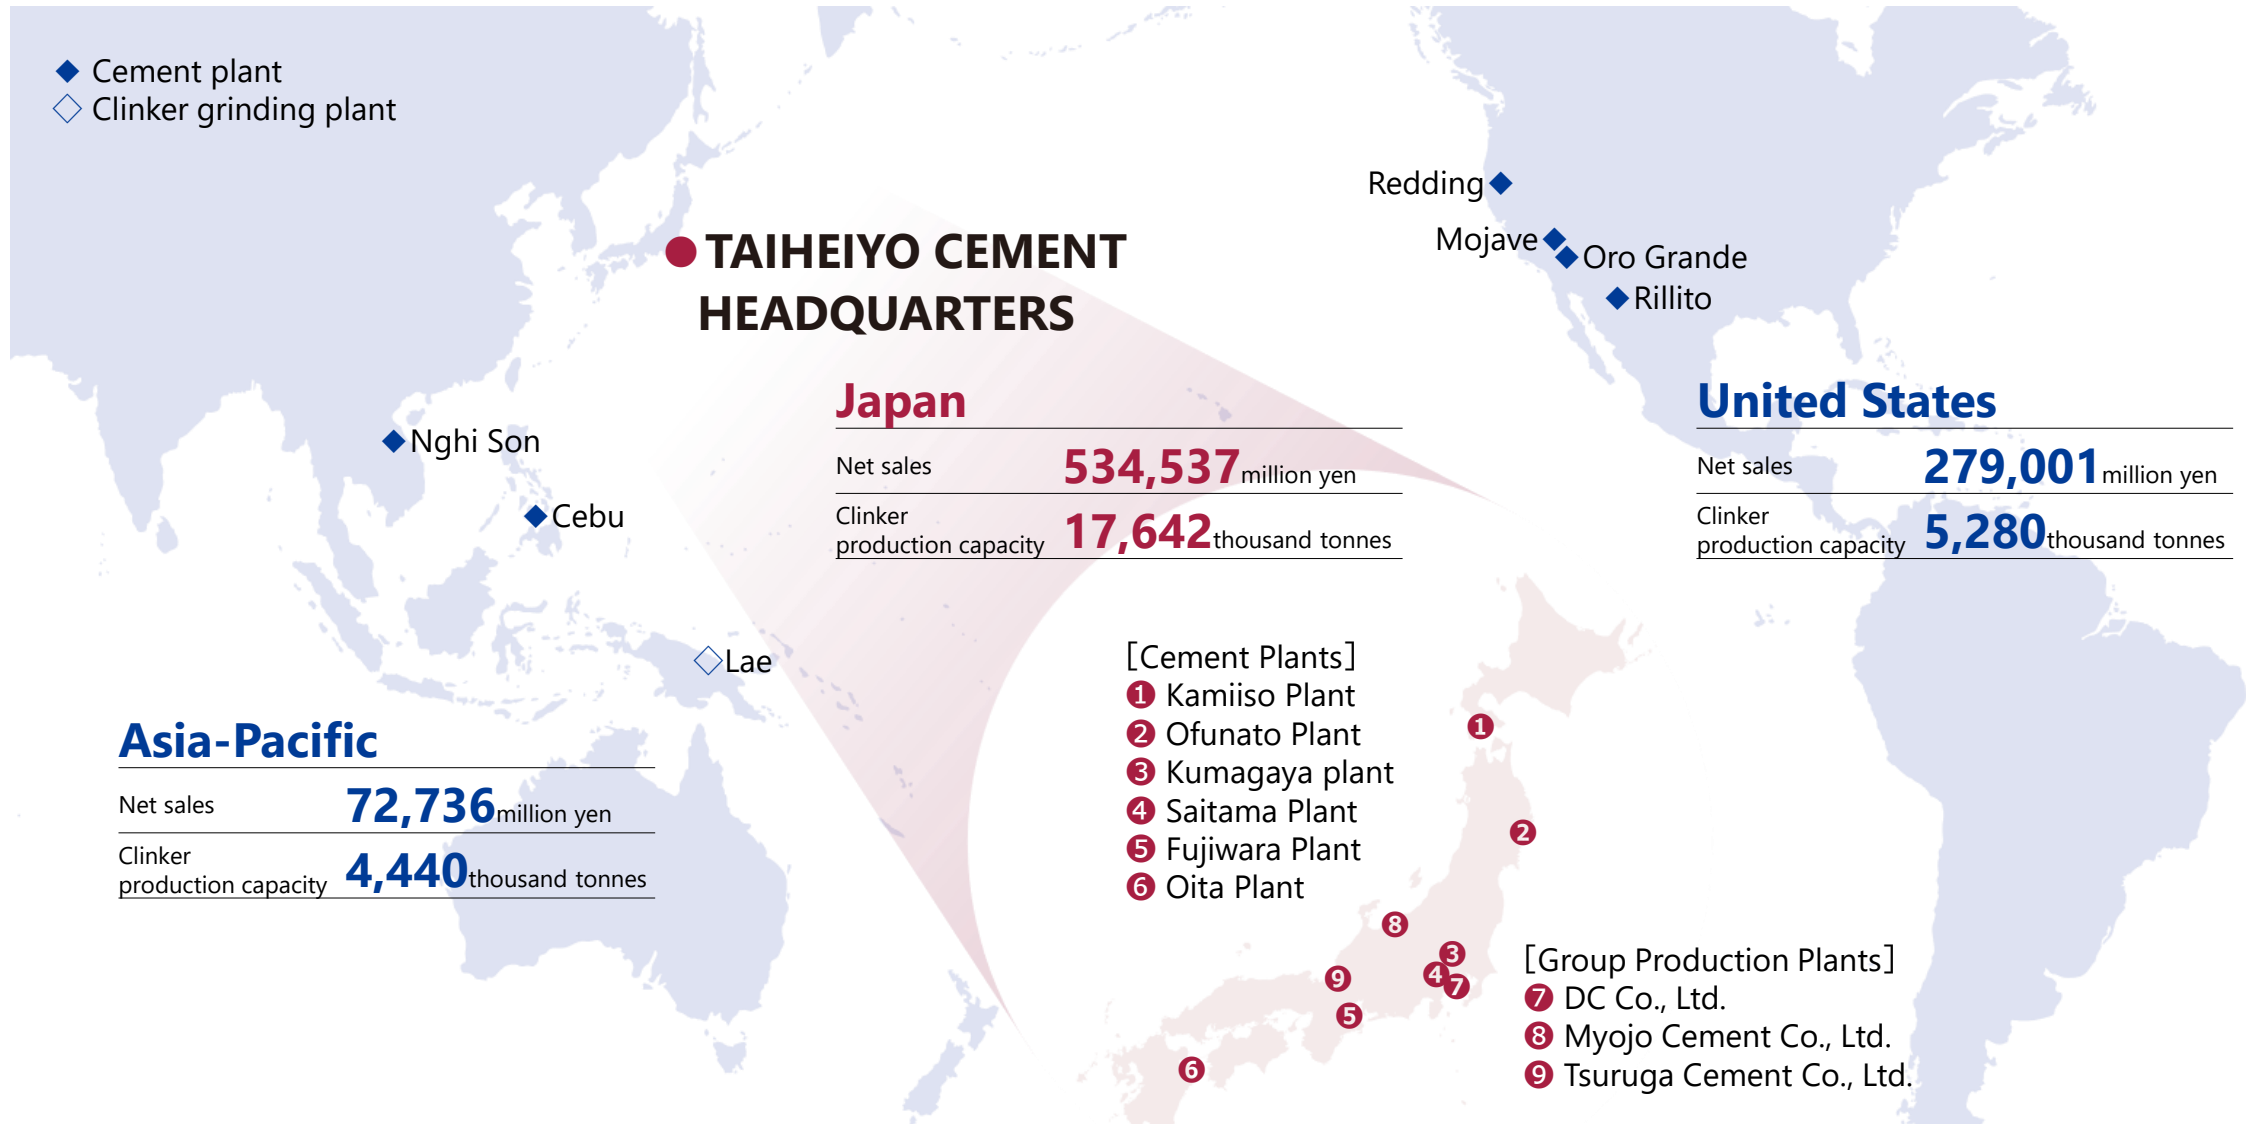 Cement plant
Clinker grinding plant
Redding
Mojave
Oro Grande
Rillito
TAIHEIYO CEMENT
HEADQUARTERS
Nghi Son
Cebu
Lae
Japan
Net sales 534,537 million yen
Clinker
production capacity 17,642 thousand tonnes
United States
Net sales 279,001 million yen
Clinker
production capacity 5,280 thousand tonnes
Asia-Pacific
Net sales 72,736 million yen
Clinker
production capacity 4,440 thousand tonnes
[Cement Plants]
1 Kamiiso Plant
2 Ofunato Plant
3 Kumagaya plant
4 Saitama Plant
5 Fujiwara Plant
6 Oita Plant
1
2
8
3
4
7
9
5
6
[Group Production Plants]
7 DC Co., Ltd.
8 Myojo Cement Co., Ltd.
9 Tsuruga Cement Co., Ltd.